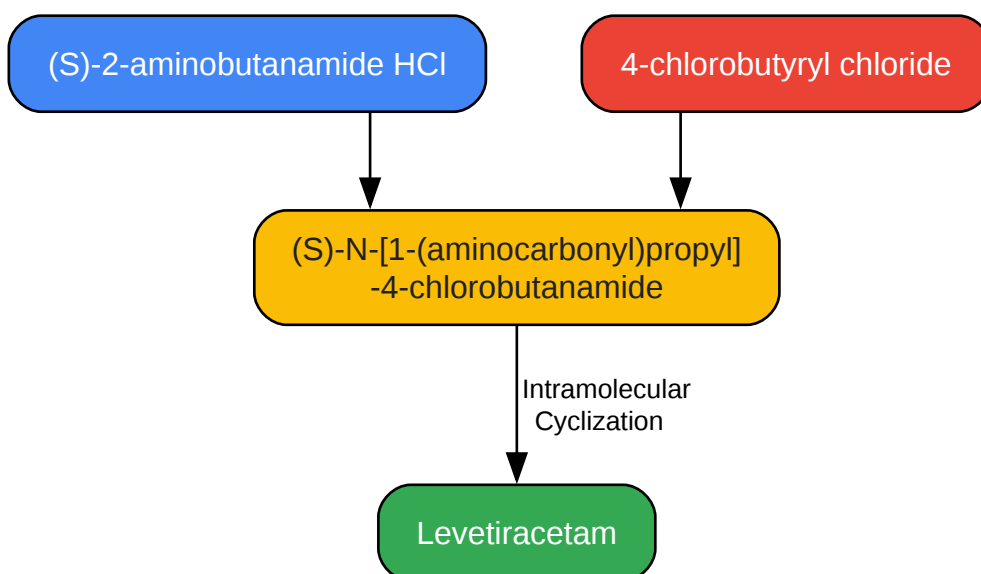 (S)-2-aminobutanamide HCl
4-chlorobutyryl chloride
(S)-N-[1-(aminocarbonyl)propyl]
-4-chlorobutanamide
Intramolecular
Cyclization
Levetiracetam